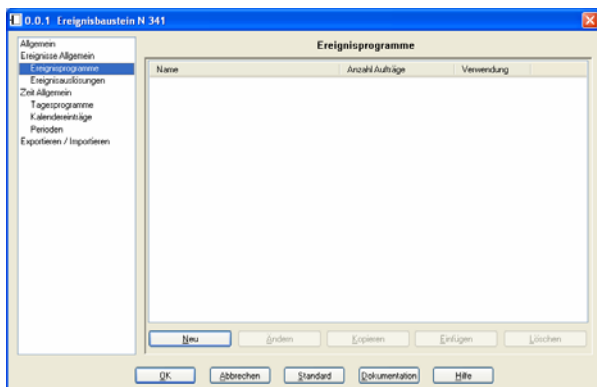 0.0.1 Ereignisbaustein N 341
Allgemein
Ereignisse Allgemein
Ereignisprogramme
Ereignisauslösungen
Zeit Allgemein
Tagesprogramme
Kalendereinträge
Perioden
Exportieren / Importieren
Ereignisprogramme
Name Anzahl Aufträge Verwendung
Neu Ändern Kopieren Einfügen Löschen
OK Abbrechen Standard Dokumentation Hilfe